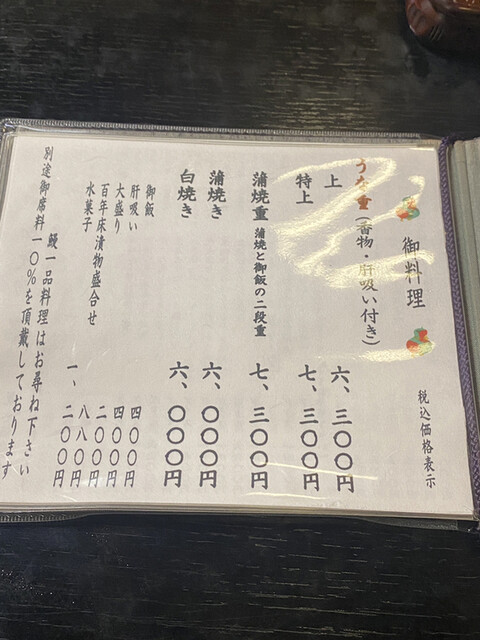 御料理
税込価格表示
うな重(香物・肝吸い付き)
上 六、三〇〇円
特上 七、三〇〇円
蒲焼重 蒲焼と御飯の二段重 七、三〇〇円
蒲焼き 六、〇〇〇円
白焼き 六、〇〇〇円
御飯 四〇〇円
肝吸い 四〇〇円
大盛り 二〇〇円
百年床漬物盛合せ 八八〇円
水菓子 一、二〇〇円
鰻一品料理はお尋ね下さい
別途御席料一〇%を頂戴しております